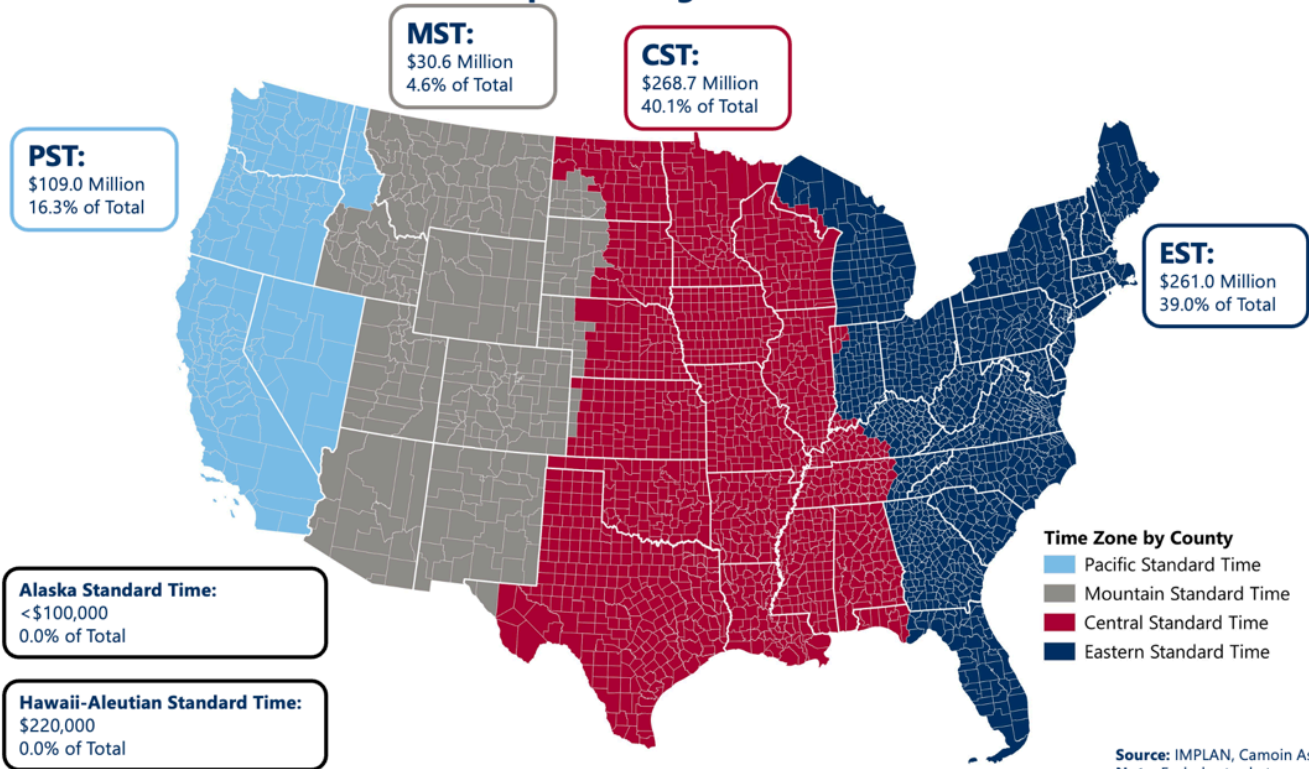 MST:
$30.6 Million
4.6% of Total
CST:
$268.7 Million
40.1% of Total
PST:
$109.0 Million
16.3% of Total
EST:
$261.0 Million
39.0% of Total
Time Zone by County
Pacific Standard Time
Mountain Standard Time
Central Standard Time
Eastern Standard Time
Alaska Standard Time:
<$100,000
0.0% of Total
Hawaii-Aleutian Standard Time:
$220,000
0.0% of Total
Source: IMPLAN, Camoin As